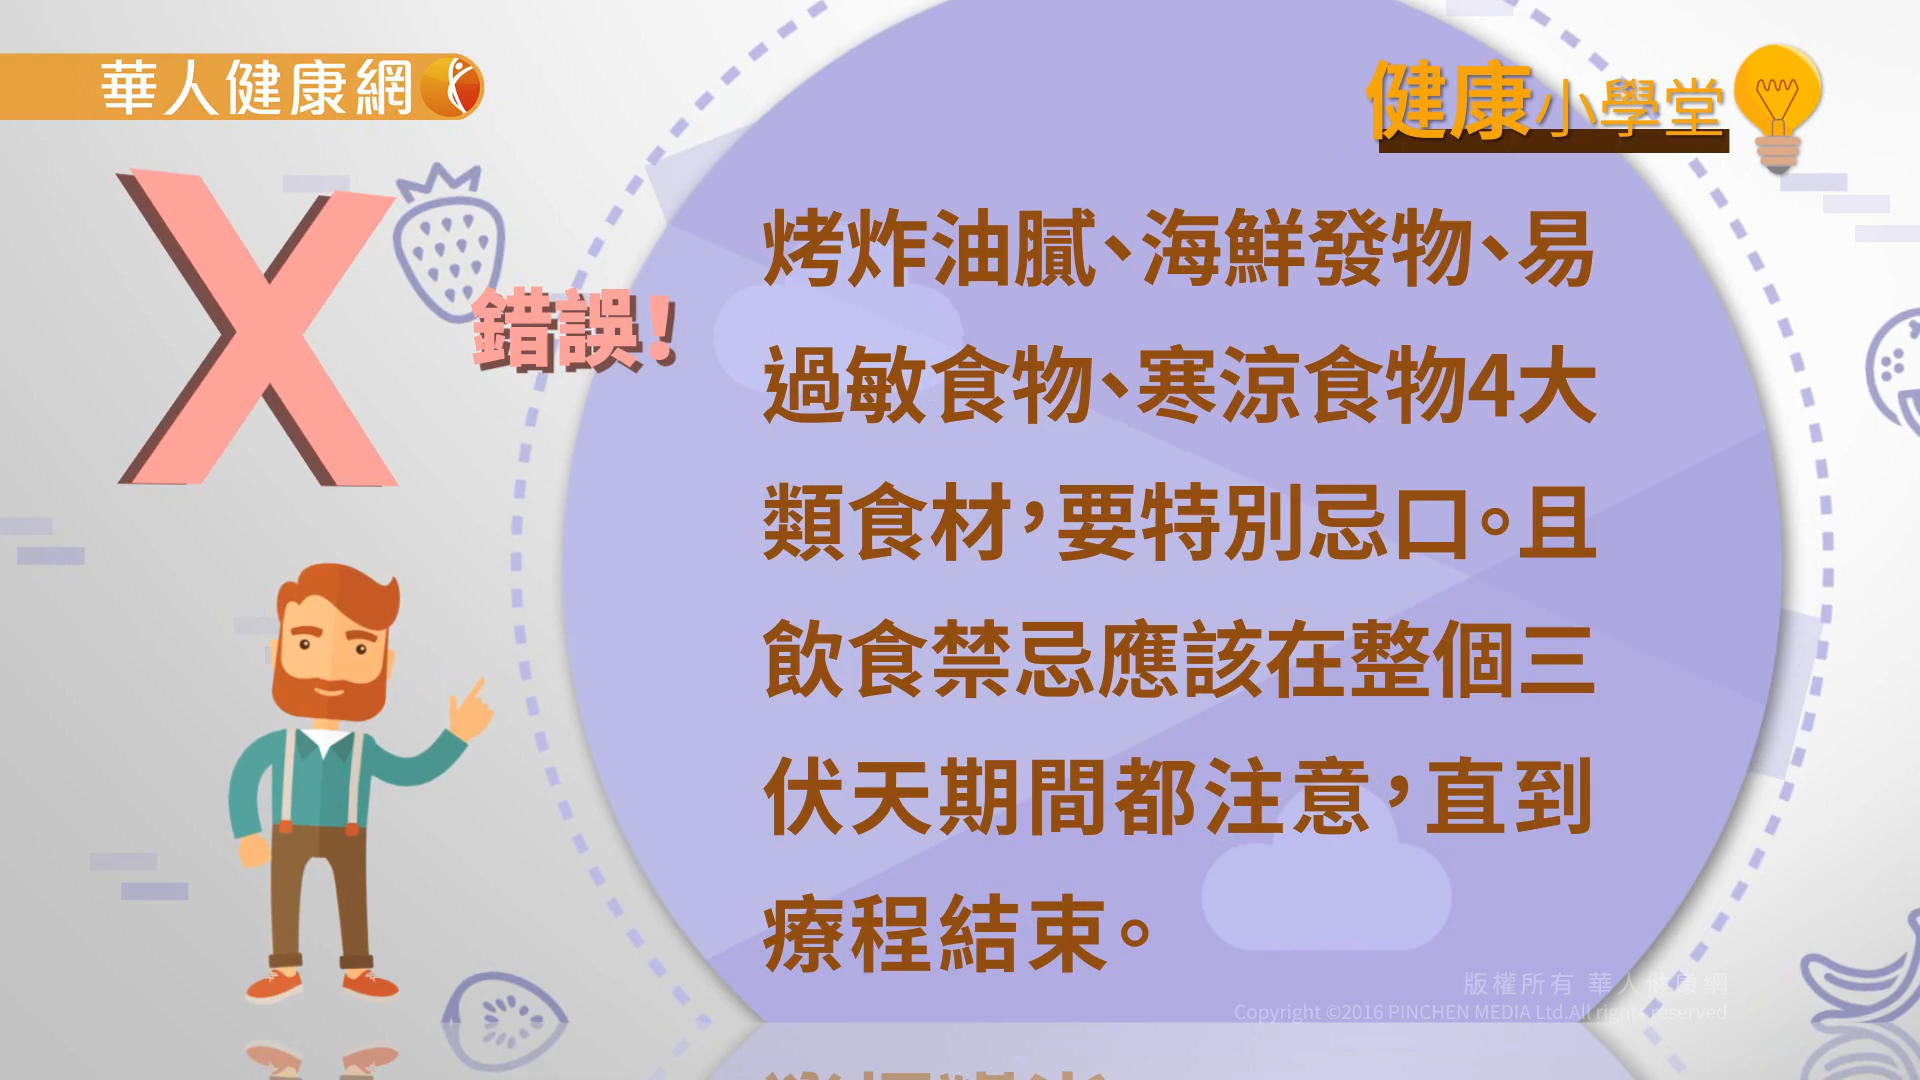 華人健康網
健康小學堂
X
錯誤!
烤炸油膩、海鮮發物、易
過敏食物、寒涼食物4大
類食材,要特別忌口。且
飲食禁忌應該在整個三
伏天期間都注意,直到
療程結束。
版權所有 華人健康網
Copyright ©2016 PINCHEN MEDIA Ltd.All rights reserved